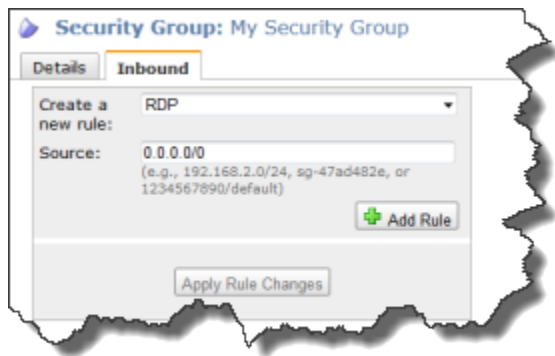 Security Group: My Security Group
Details
Inbound
Create a new rule:
RDP
Source:
0.0.0.0/0
(e.g., 192.168.2.0/24, sg-47ad482e, or
1234567890/default)
Add Rule
Apply Rule Changes